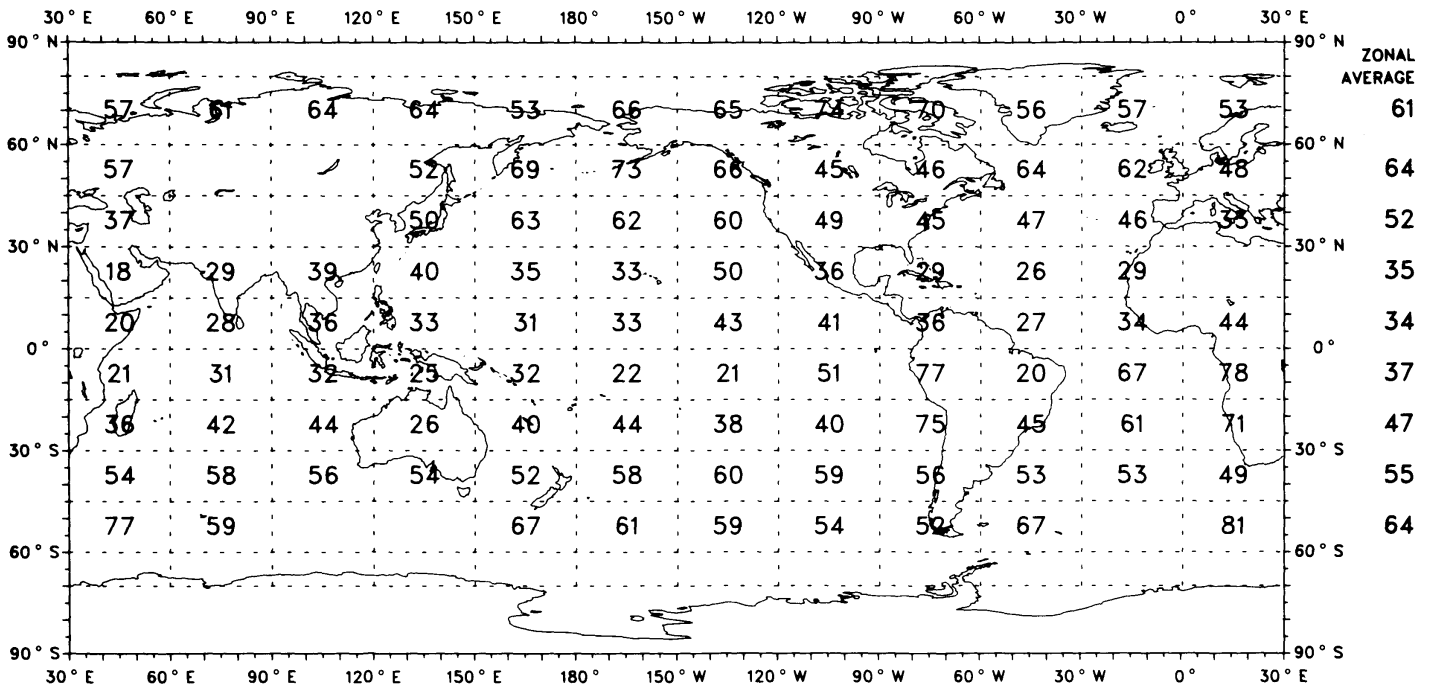 30° E 60° E 90° E 120° E 150° E 180° 150° W 120° W 90° W 60° W 30° W 0° 30° E
90° N 90° N
ZONAL
AVERAGE
57 61 64 64 53 66 65 74 70 56 57 53 61
60° N 60° N
57 52 69 73 66 45 46 64 62 48 64
37 50 63 62 60 49 45 47 46 35 52
30° N 30° N
18 29 39 40 35 33 50 36 29 26 29 35
20 28 36 33 31 33 43 41 36 27 34 44 34
0° 0°
21 31 32 25 32 22 21 51 77 20 67 78 37
36 42 44 26 40 44 38 40 75 45 61 71 47
30° S 30° S
54 58 56 54 52 58 60 59 56 53 53 49 55
77 59 67 61 59 54 67 81 64
60° S 60° S
90° S 90° S
30° E 60° E 90° E 120° E 150° E 180° 150° W 120° W 90° W 60° W 30° W 0° 30° E